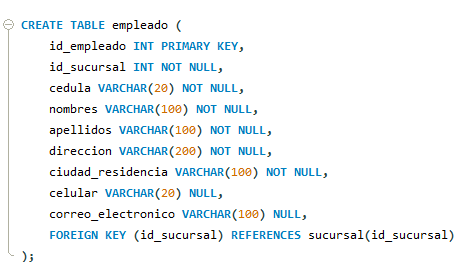 CREATE TABLE empleado (
id_empleado INT PRIMARY KEY,
id_sucursal INT NOT NULL,
cedula VARCHAR(20) NOT NULL,
nombres VARCHAR(100) NOT NULL,
apellidos VARCHAR(100) NOT NULL,
direccion VARCHAR(200) NOT NULL,
ciudad_residencia VARCHAR(100) NOT NULL,
celular VARCHAR(20) NULL,
correo_electronico VARCHAR(100) NULL,
FOREIGN KEY (id_sucursal) REFERENCES sucursal(id_sucursal)
);